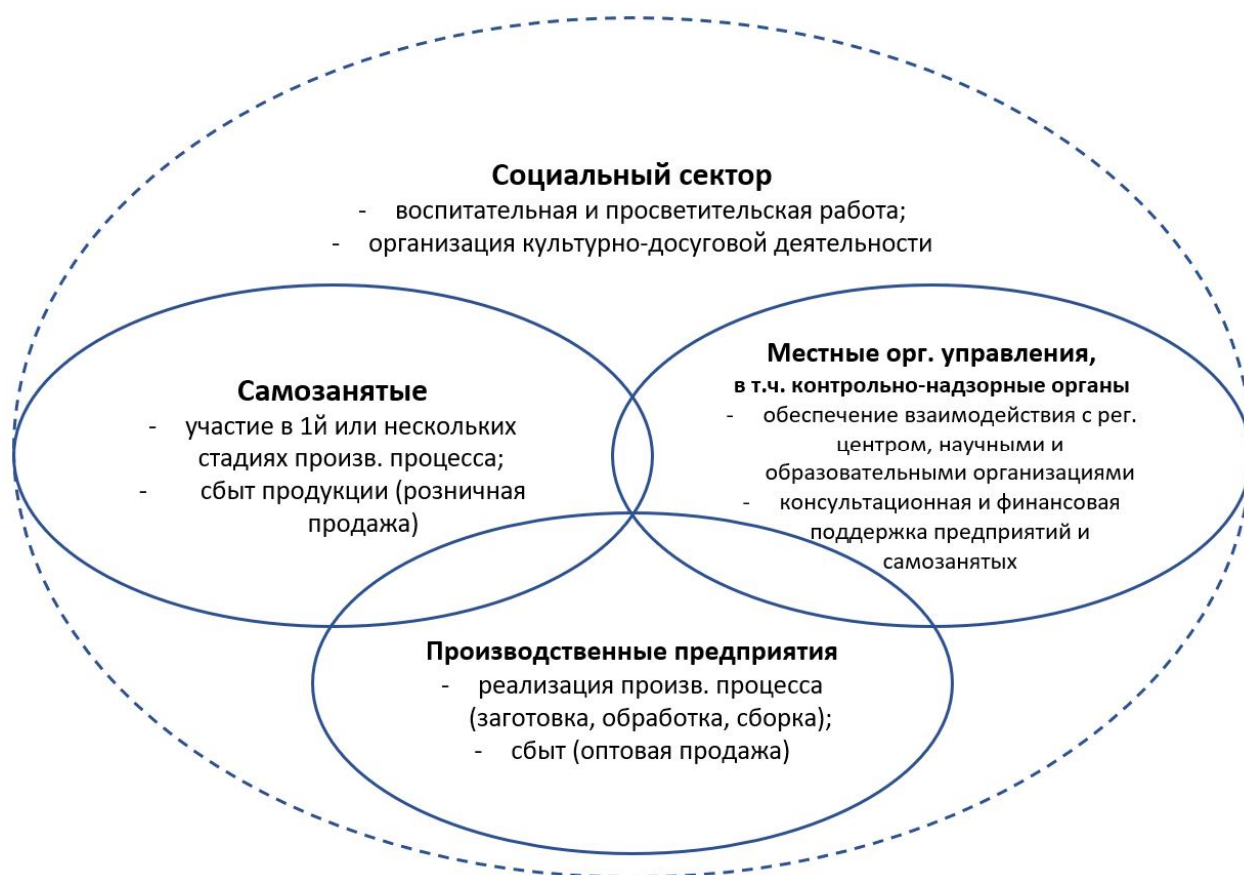 Социальный сектор
- воспитательная и просветительская работа;
- организация культурно-досуговой деятельности
Самозанятые
- участие в 1й или нескольких
стадиях произв. процесса;
- сбыт продукции (розничная
продажа)
Местные орг. управления,
в т.ч. контрольно-надзорные органы
- обеспечение взаимодействия с рег.
центром, научными и
образовательными организациями
- консультационная и финансовая
поддержка предприятий и
самозанятых
Производственные предприятия
- реализация произв. процесса
(заготовка, обработка, сборка);
- сбыт (оптовая продажа)